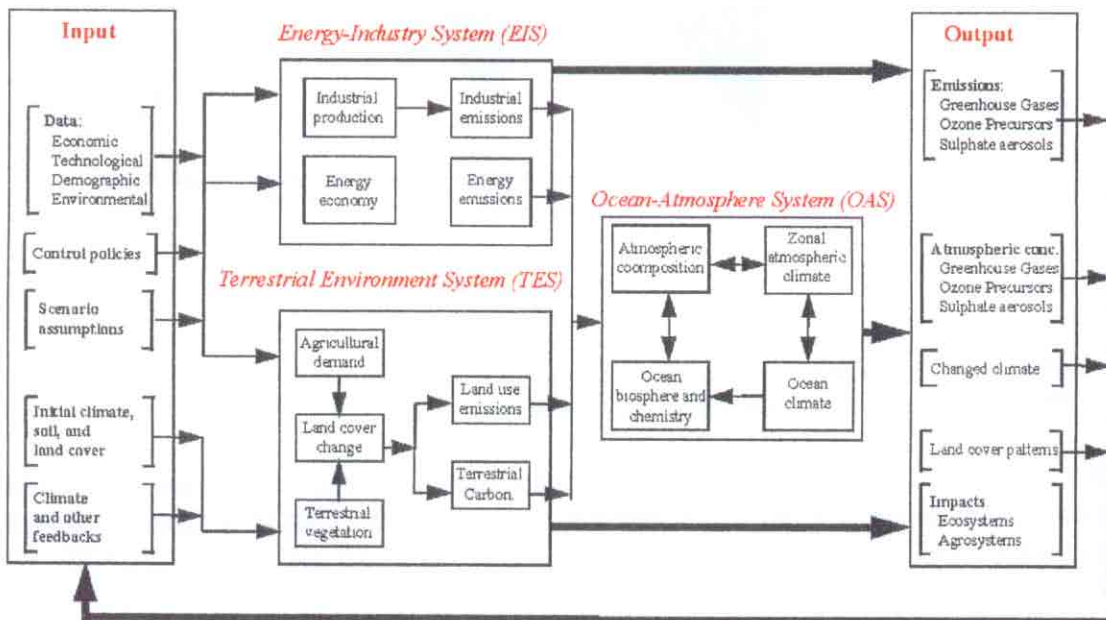 Input
Data:
Economic
Technological
Demographic
Environmental
Control policies
Scenario
assumptions
Initial climate,
soil, and
land cover
Climate
and other
feedbacks
Energy-Industry System (EIS)
Industrial
production
Industrial
emissions
Energy
economy
Energy
emissions
Terrestrial Environment System (TES)
Agricultural
demand
Land cover
change
Terrestrial
vegetation
Land use
emissions
Terrestrial
Carbon.
Ocean-Atmosphere System (OAS)
Atmospheric
coomposition
Zonal
atmospheric
climate
Ocean
biosphere and
chemistry
Ocean
climate
Output
Emissions:
Greenhouse Gases
Ozone Precursors
Sulphate aerosols
Atmospheric conc.
Greenhouse Gases
Ozone Precursors
Sulphate aerosols
Changed climate
Land cover patterns
Impacts
Ecosystems
Agrosystems